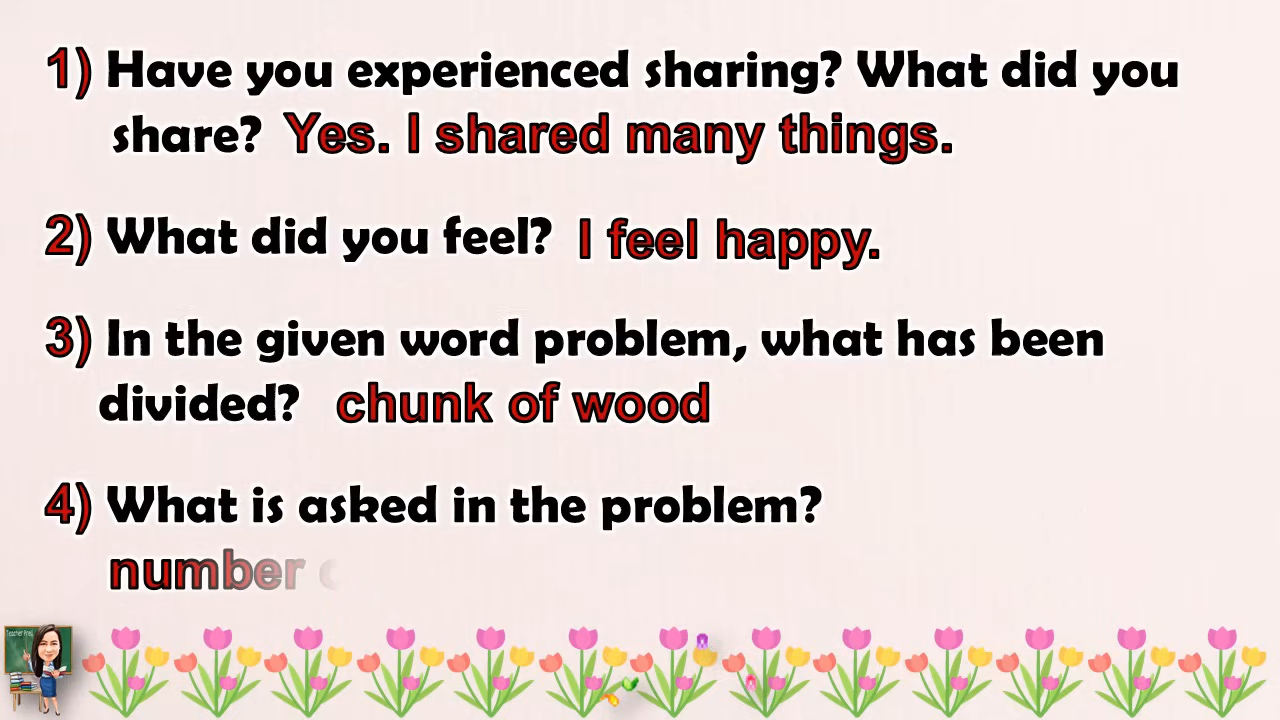 1) Have you experienced sharing? What did you
share? Yes. I shared many things.
2) What did you feel? I feel happy.
3) In the given word problem, what has been
divided? chunk of wood
4) What is asked in the problem?
number